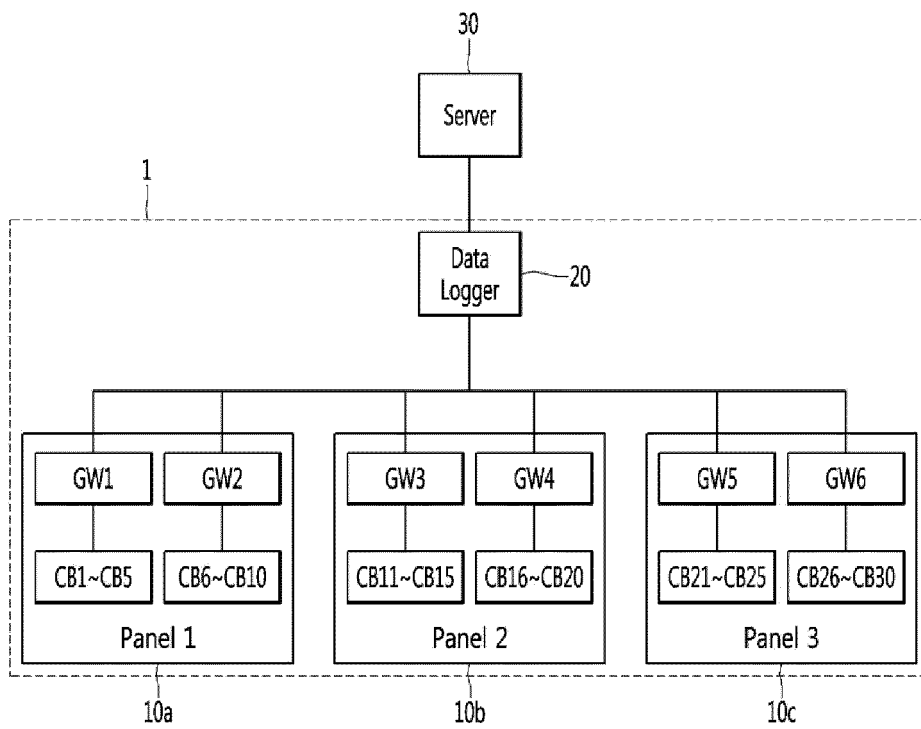 30
Server
1
Data
Logger
20
GW1
GW2
GW3
GW4
GW5
GW6
CB1~CB5
CB6~CB10
CB11~CB15
CB16~CB20
CB21~CB25
CB26~CB30
Panel 1
Panel 2
Panel 3
10a
10b
10c